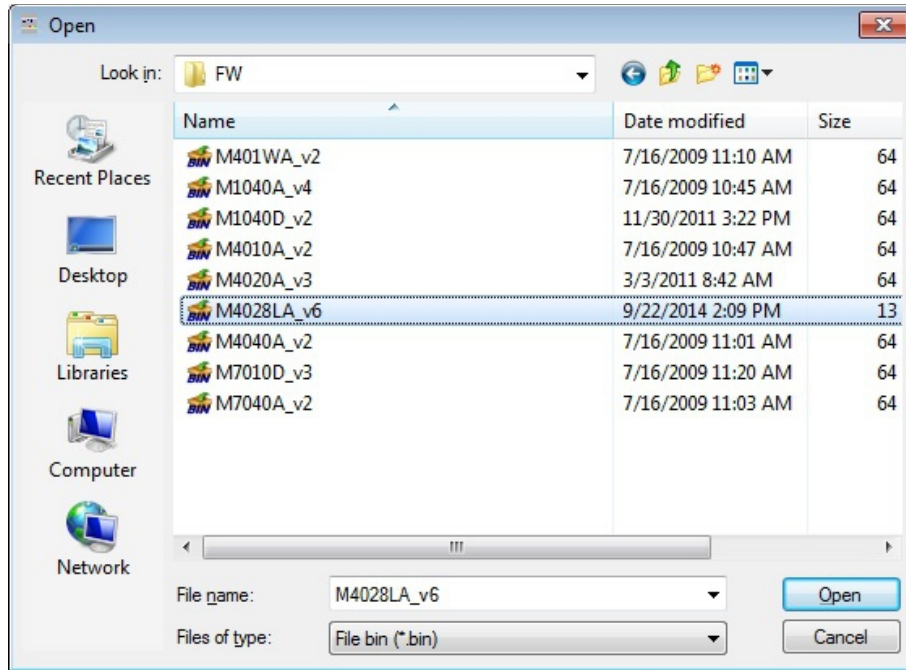 Open
Look in: FW
Name Date modified Size
M401WA_v2 7/16/2009 11:10 AM 64
M1040A_v4 7/16/2009 10:45 AM 64
M1040D_v2 11/30/2011 3:22 PM 64
M4010A_v2 7/16/2009 10:47 AM 64
M4020A_v3 3/3/2011 8:42 AM 64
M4028LA_v6 9/22/2014 2:09 PM 13
M4040A_v2 7/16/2009 11:01 AM 64
M7010D_v3 7/16/2009 11:20 AM 64
M7040A_v2 7/16/2009 11:03 AM 64
Recent Places
Desktop
Libraries
Computer
Network
File name: M4028LA_v6 Open
Files of type: File bin (*.bin) Cancel